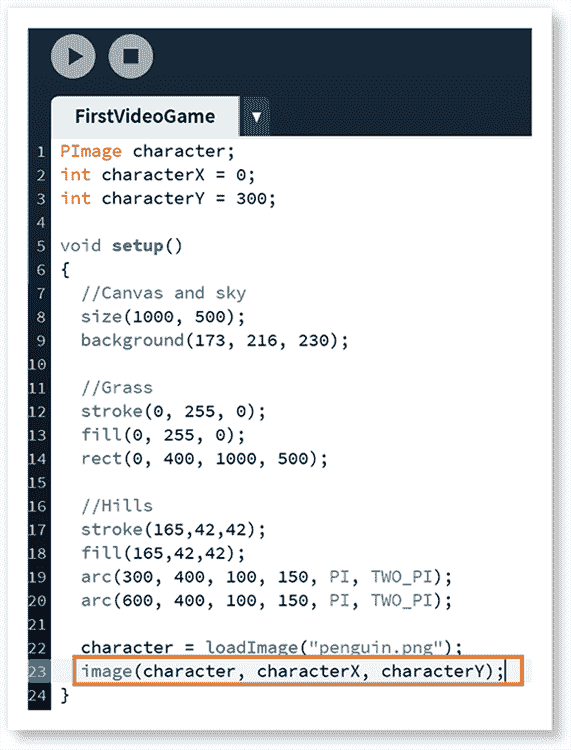 FirstVideoGame
1 PImage character;
2 int characterX = 0;
3 int characterY = 300;
4
5 void setup()
6 {
7 //Canvas and sky
8 size(1000, 500);
9 background(173, 216, 230);
10
11 //Grass
12 stroke(0, 255, 0);
13 fill(0, 255, 0);
14 rect(0, 400, 1000, 500);
15
16 //Hills
17 stroke(165,42,42);
18 fill(165,42,42);
19 arc(300, 400, 100, 150, PI, TWO_PI);
20 arc(600, 400, 100, 150, PI, TWO_PI);
21
22 character = loadImage("penguin.png");
23 image(character, characterX, characterY);
24 }